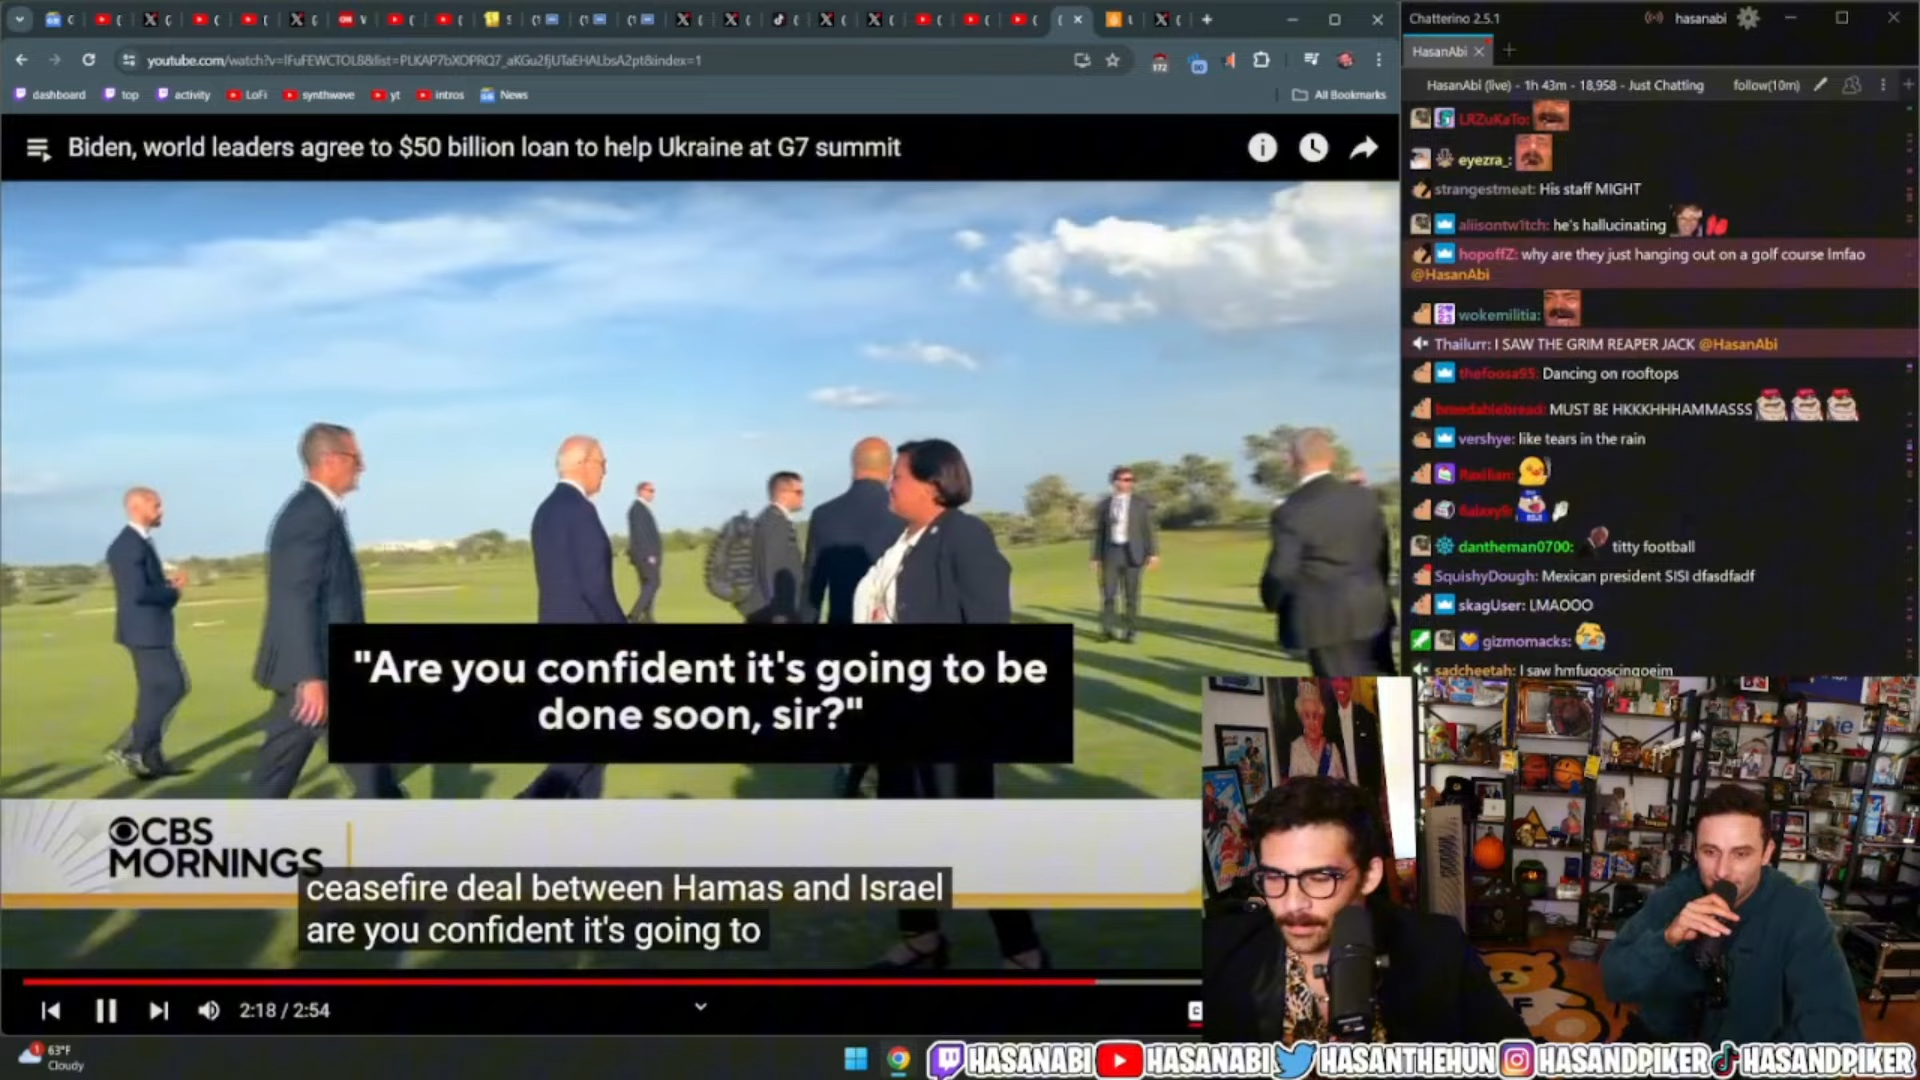 youtube.com/watch?v=lFuFEWCTOL8&list=PLKAP7bXOPRQ7_aKGu2fjUTaEHALbsA2pt&index=1
dashboard
top
activity
LoFi
synthwave
yt
intros
News
All Bookmarks
Biden, world leaders agree to $50 billion loan to help Ukraine at G7 summit
"Are you confident it's going to be
done soon, sir?"
CBS
MORNINGS
ceasefire deal between Hamas and Israel
are you confident it's going to
2:18 / 2:54
63°F
Cloudy
Chatterino 2.5.1
hasanabi
HasanAbi
HasanAbi (live) - 1h 43m - 18,958 - Just Chatting
follow(10m)
LRZuKaTo:
eyezra_:
strangestmeat: His staff MIGHT
aliisontw1tch: he's hallucinating
hopoffZ: why are they just hanging out on a golf course lmfao
@HasanAbi
wokemilitia:
Thailurr: I SAW THE GRIM REAPER JACK @HasanAbi
thefoosa95: Dancing on rooftops
MUST BE HKKKHHHAMMASSS
vershye: like tears in the rain
dantheman0700: titty football
SquishyDough: Mexican president SISI dfasdfadf
skagUser: LMAOOO
gizmomacks:
sadcheetah: I saw hmfugoscingoeim
HASANABI
HASANABI
HASANTHEHUN
HASANDPIKER
HASANDPIKER